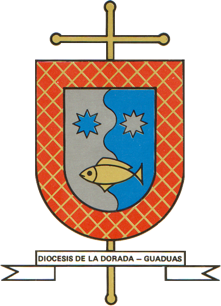 DIOCESIS DE LA DORADA – GUADUAS